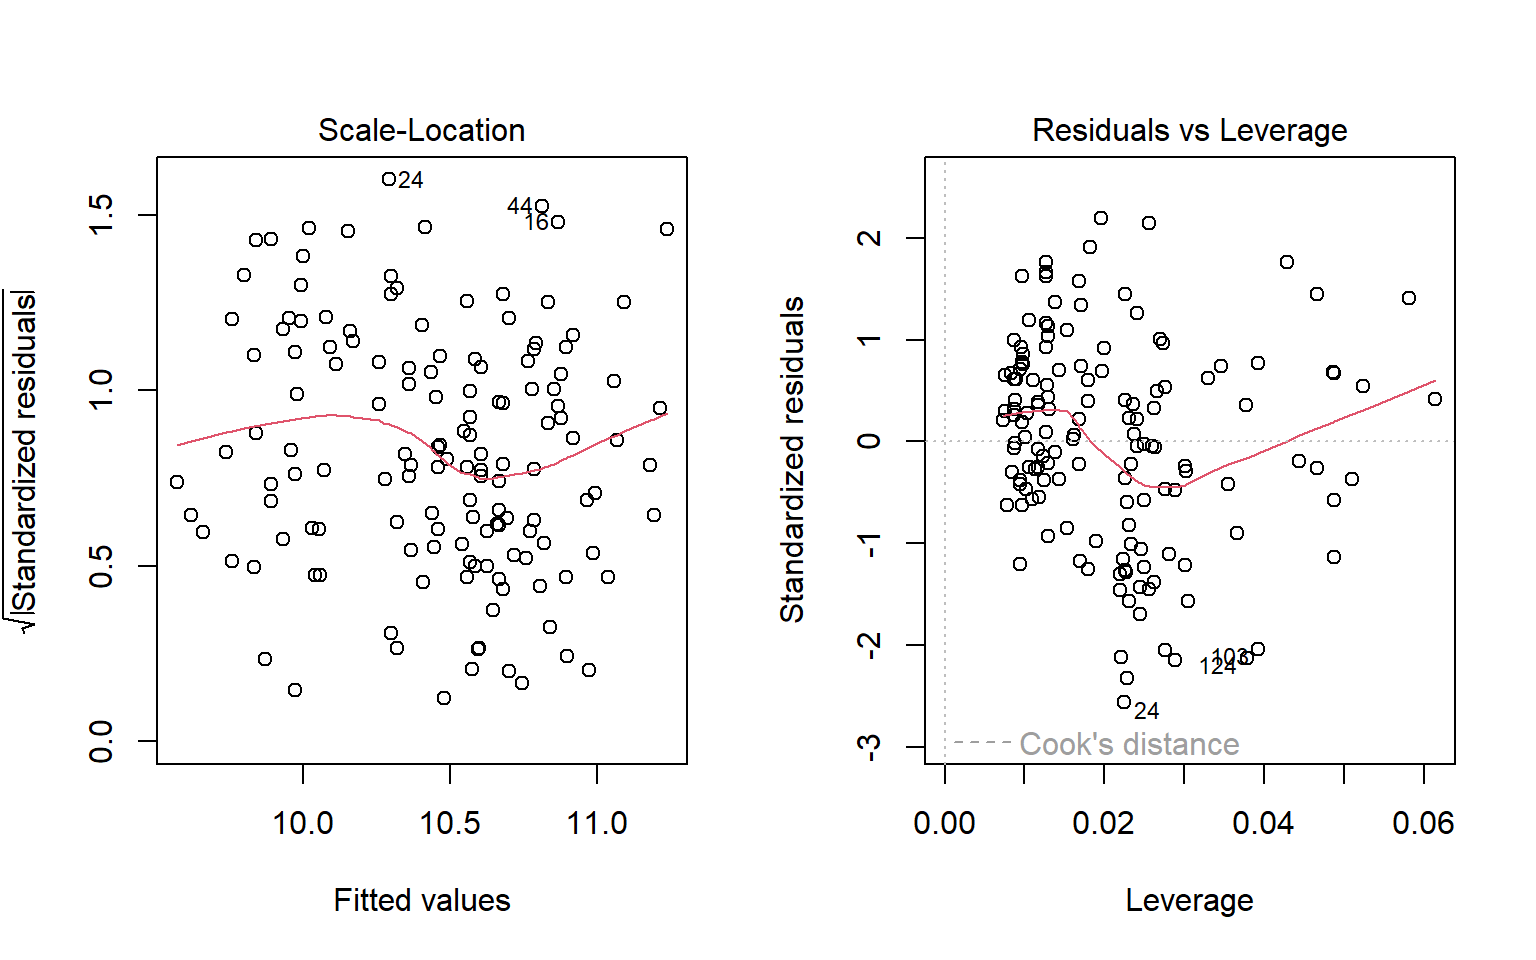 Scale-Location
√|Standardized residuals|
0.0 0.5 1.0 1.5
24
44
16
10.0 10.5 11.0
Fitted values
Residuals vs Leverage
Standardized residuals
-3 -2 -1 0 1 2
103
124
24
Cook's distance
0.00 0.02 0.04 0.06
Leverage